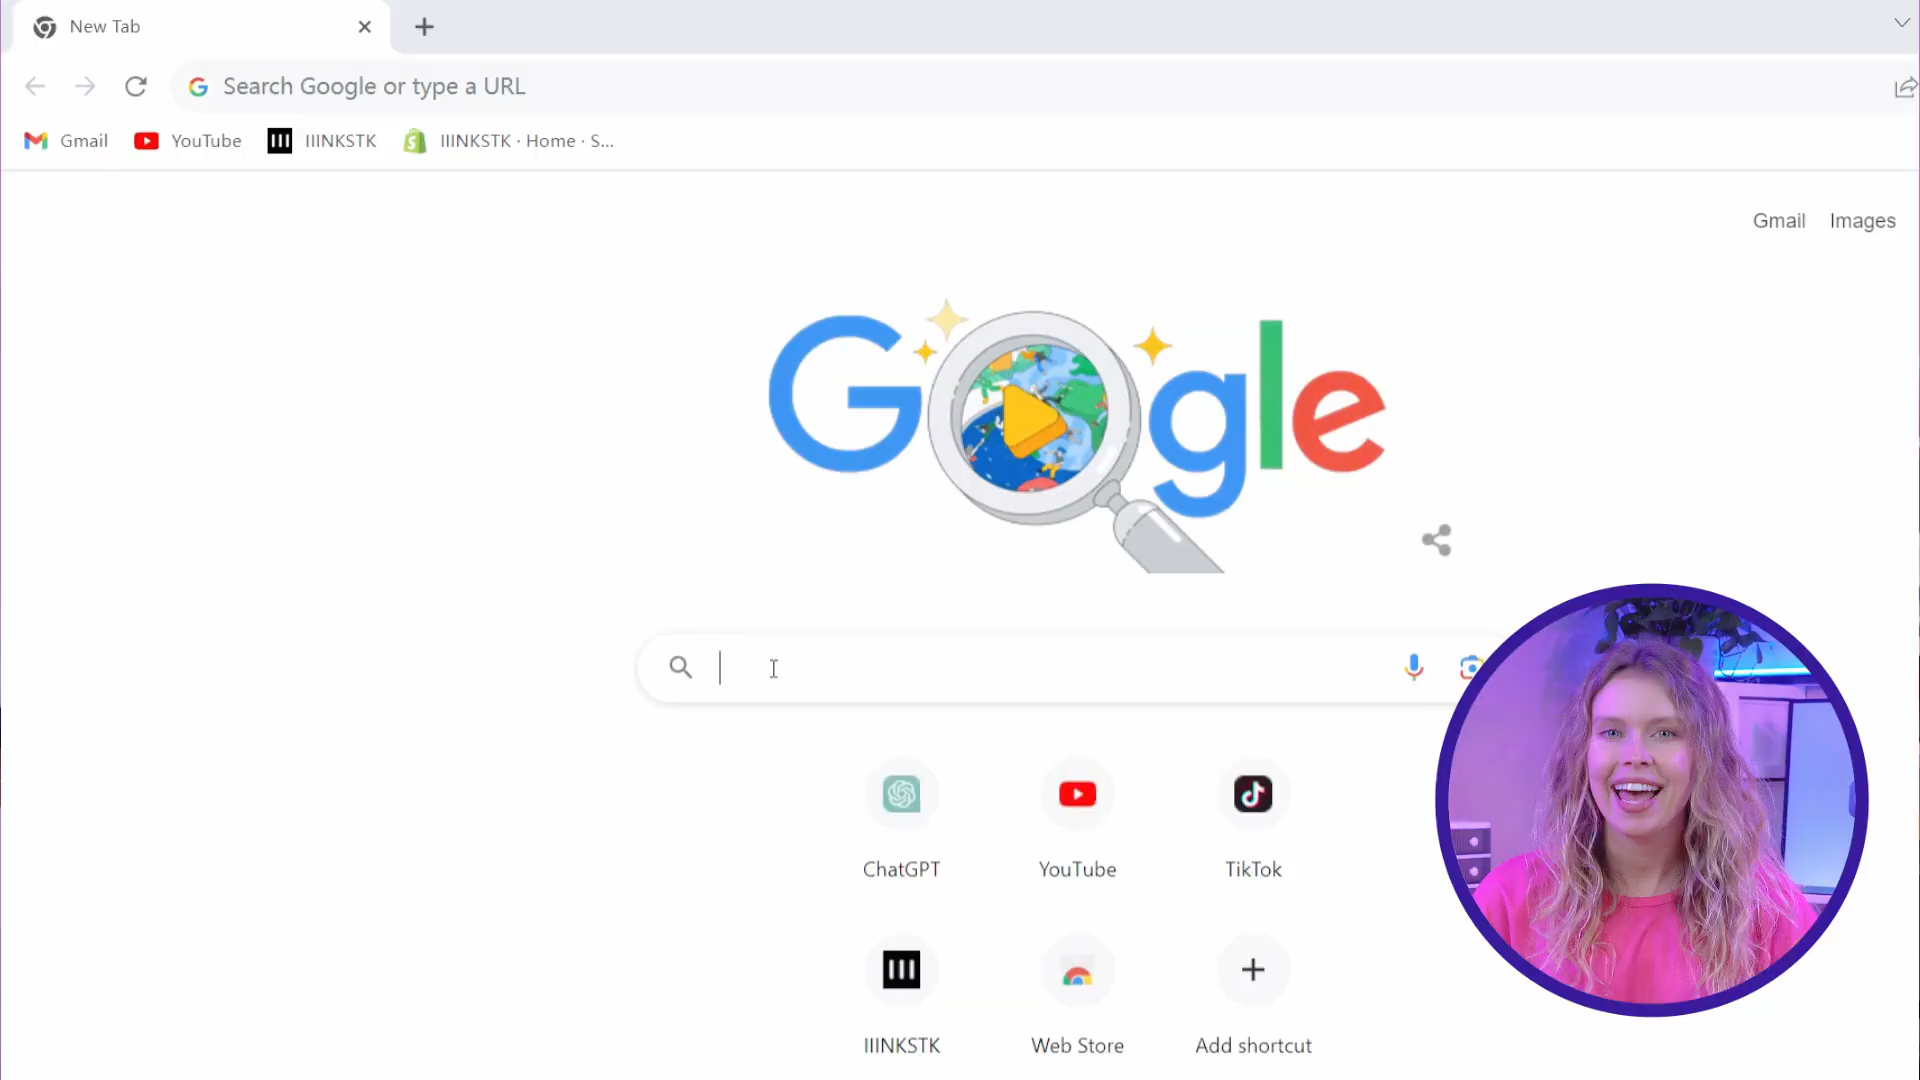 New Tab
Search Google or type a URL
Gmail YouTube IIINKSTK IIINKSTK · Home · S...
Gmail Images
Google
ChatGPT YouTube TikTok
IIINKSTK Web Store Add shortcut